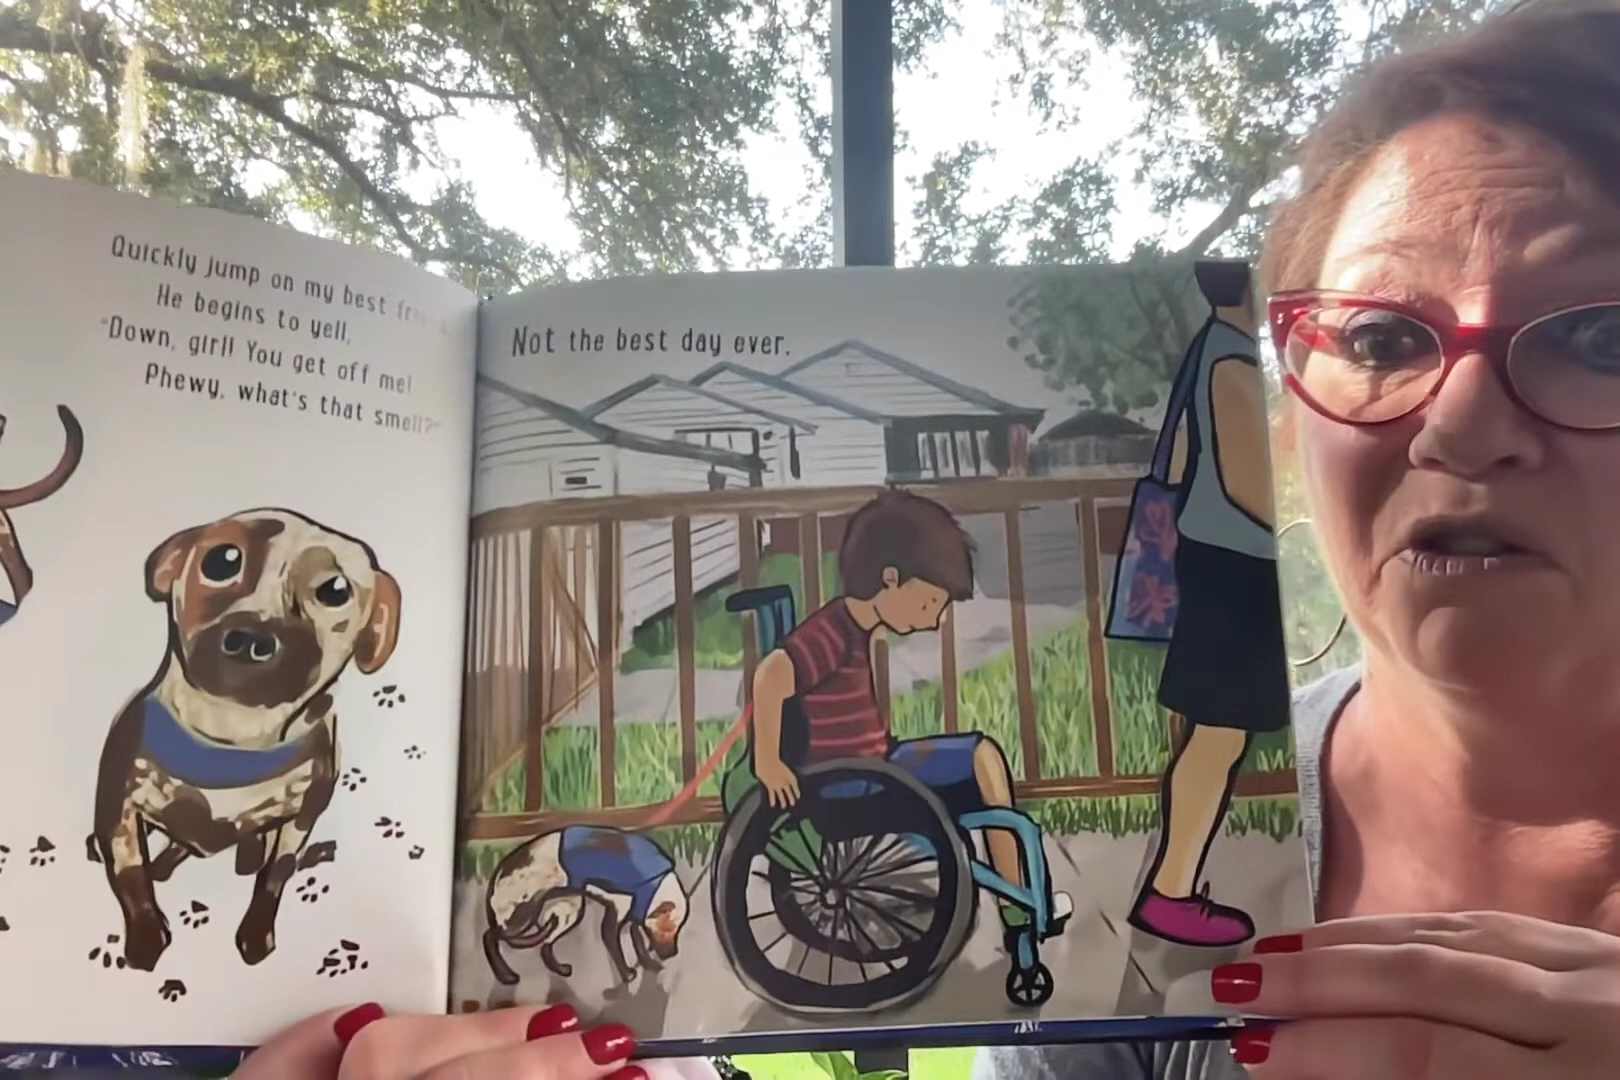 Quickly jump on my best
He begins to yell,
"Down, girl! You get off me!
Phewy, what's that smell?"
Not the best day ever.